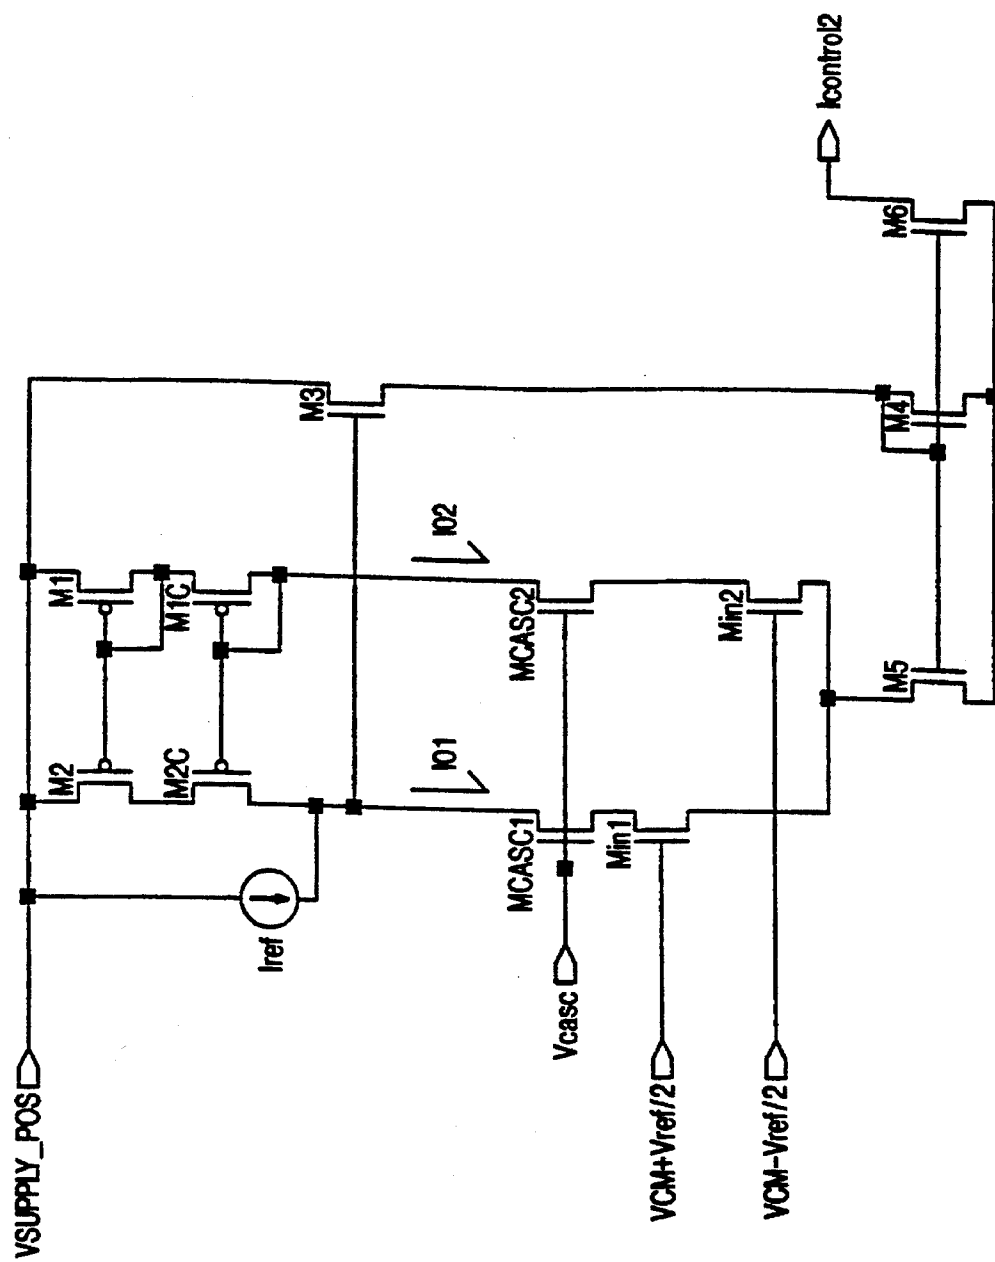 VSUPPLY_POS
Iref
M2
M1
M2C
M1C
M3
IO1
IO2
MCASC1
MCASC2
Vcasc
Min1
Min2
VCM+Vref/2
VCM-Vref/2
M5
M4
M6
Icontrol2